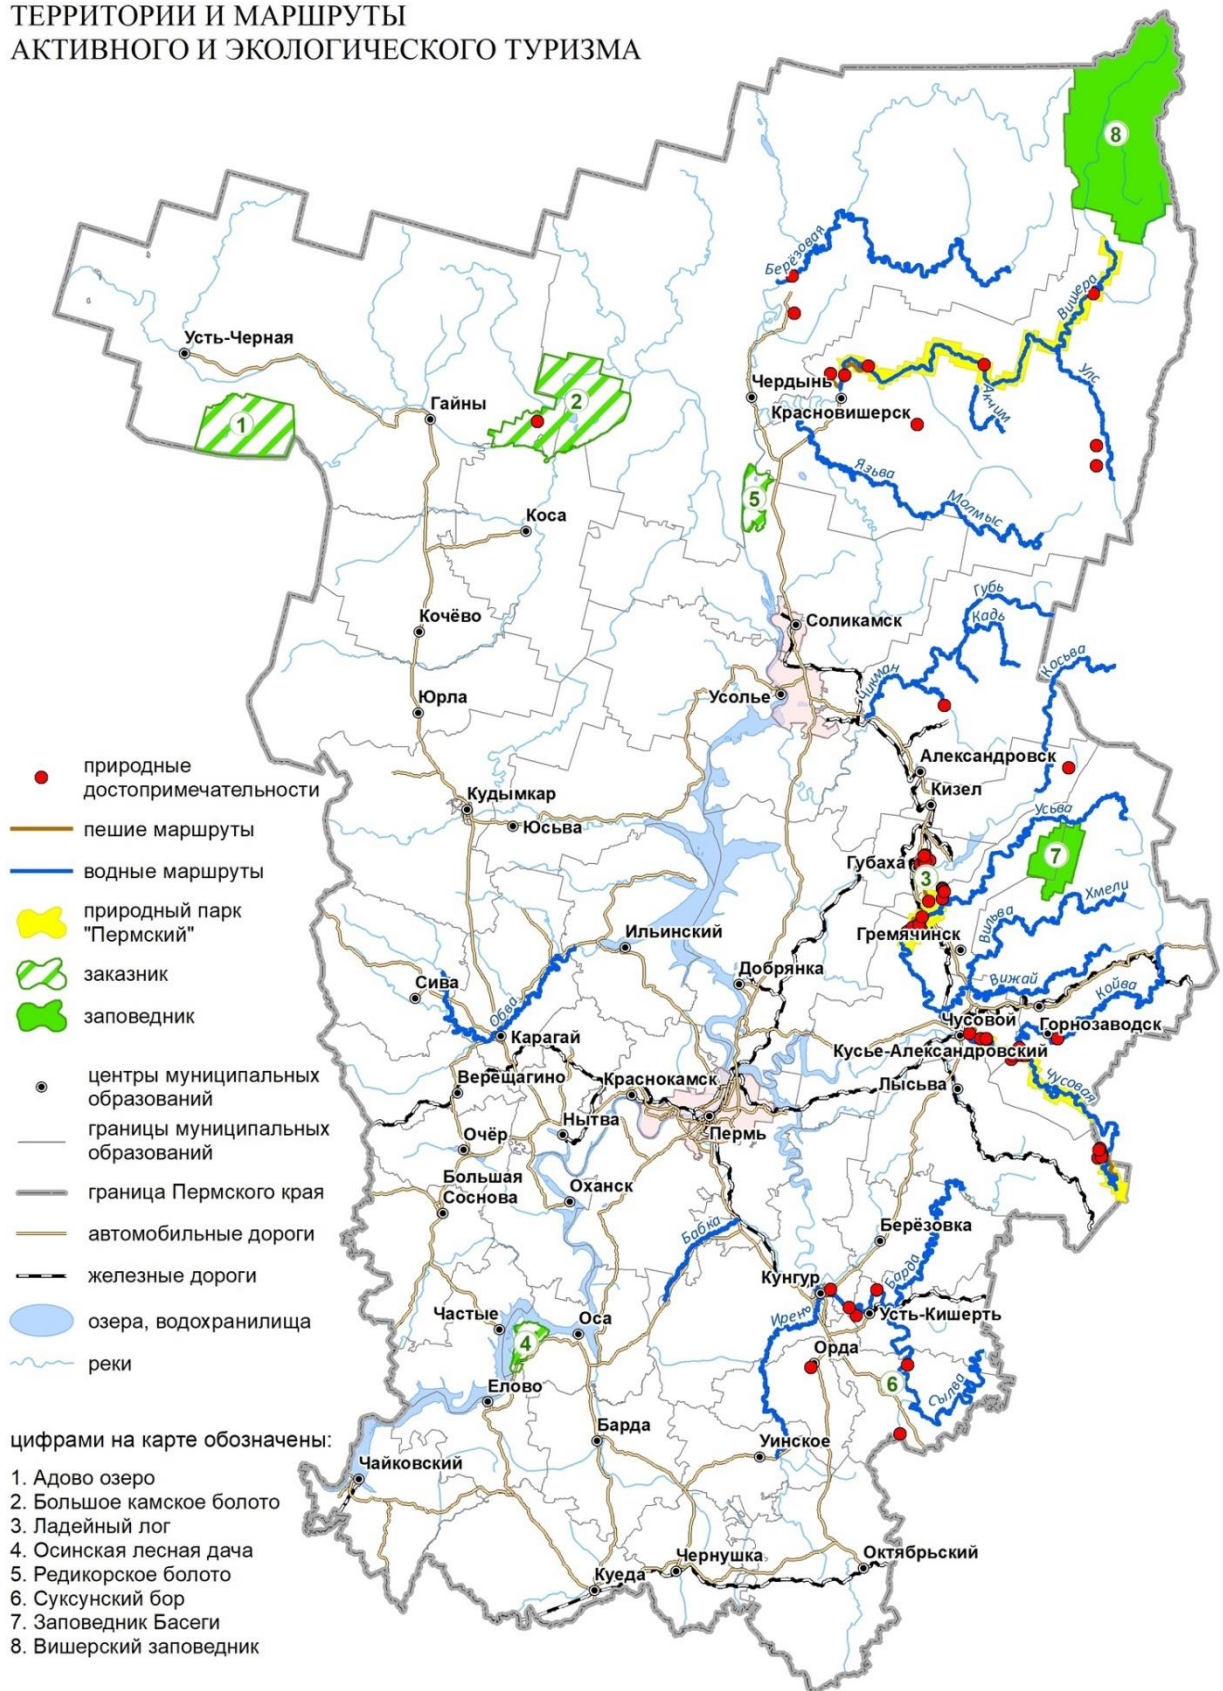 ТЕРРИТОРИИ И МАРШРУТЫ
АКТИВНОГО И ЭКОЛОГИЧЕСКОГО ТУРИЗМА
8
Берёзовая
Вишера
Усть-Черная
Гайны
1
2
Чердынь
Красновишерск
Акчим
Улс
Язьва
Молмыс
5
Коса
Кочёво
Соликамск
Губь
Кадь
Косьва
Чикман
Юрла
Усолье
Александровск
Кизел
Кудымкар
Юсьва
Усьва
Губаха
3
7
Хмели
Вильва
Гремячинск
Ильинский
Добрянка
Сива
Обва
Вижай
Койва
Карагай
Чусовой
Горнозаводск
Кусье-Александровский
Чусовая
Верещагино
Краснокамск
Лысьва
Нытва
Пермь
Очёр
Большая
Соснова
Оханск
Бабка
Берёзовка
Кунгур
Барда
Частые
Оса
Ирень
Усть-Кишерть
4
Орда
6
Сылва
Елово
Барда
Уинское
Чайковский
Чернушка
Октябрьский
Куеда
природные
достопримечательности
пешие маршруты
водные маршруты
природный парк
"Пермский"
заказник
заповедник
центры муниципальных
образований
границы муниципальных
образований
граница Пермского края
автомобильные дороги
железные дороги
озера, водохранилища
реки
цифрами на карте обозначены:
1. Адово озеро
2. Большое камское болото
3. Ладейный лог
4. Осинская лесная дача
5. Редикорское болото
6. Суксунский бор
7. Заповедник Басеги
8. Вишерский заповедник